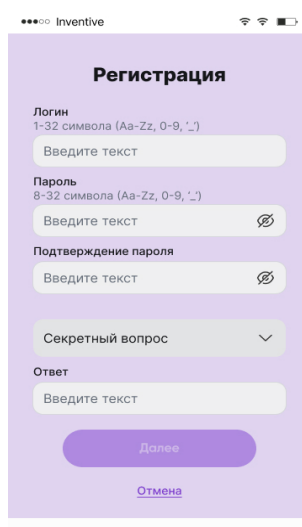 Inventive
Регистрация
Логин
1-32 символа (Aa-Zz, 0-9, ‘_’)
Введите текст
Пароль
8-32 символа (Aa-Zz, 0-9, ‘_’)
Введите текст
Подтверждение пароля
Введите текст
Секретный вопрос
Ответ
Введите текст
Далее
Отмена